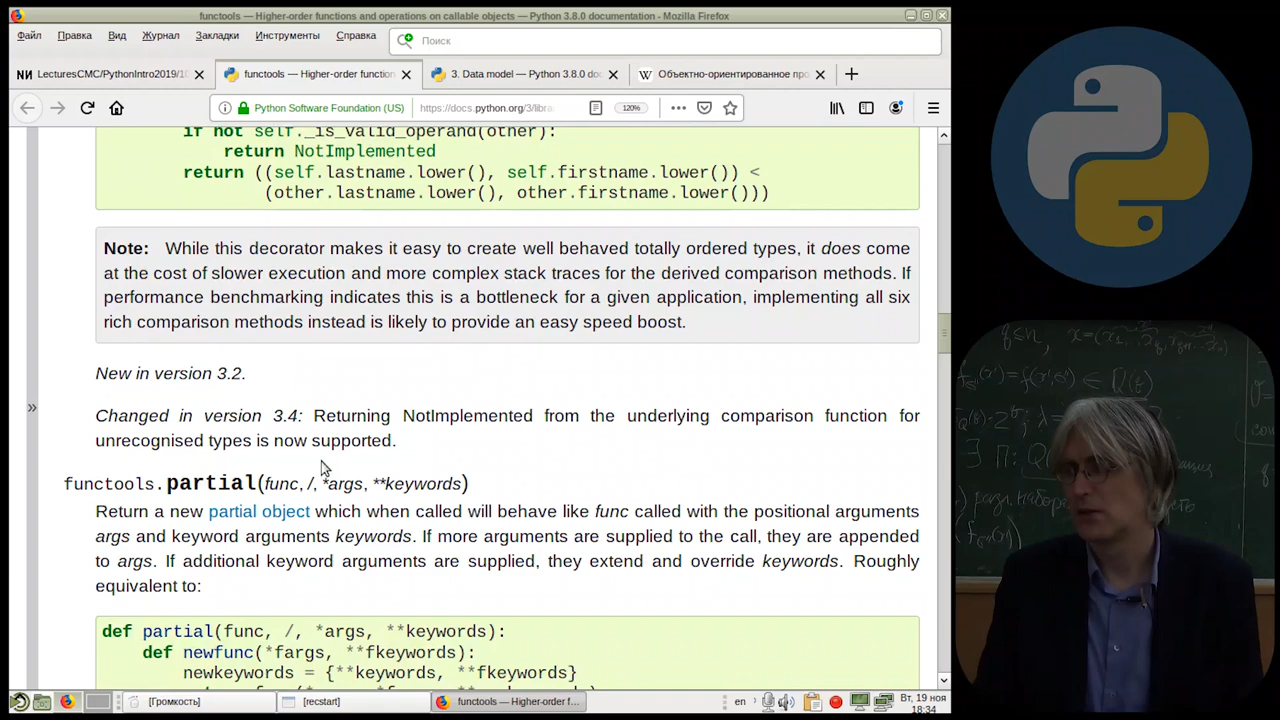 functools — Higher-order functions and operations on callable objects — Python 3.8.0 documentation - Mozilla Firefox
Файл Правка Вид Журнал Закладки Инструменты Справка Поиск
LecturesCMC/PythonIntro2019/1 functools — Higher-order function 3. Data model — Python 3.8.0 do Объектно-ориентированное про
Python Software Foundation (US) https://docs.python.org/3/libra 120%
if not self._is_valid_operand(other):
return NotImplemented
return ((self.lastname.lower(), self.firstname.lower()) <
(other.lastname.lower(), other.firstname.lower()))
Note: While this decorator makes it easy to create well behaved totally ordered types, it does come
at the cost of slower execution and more complex stack traces for the derived comparison methods. If
performance benchmarking indicates this is a bottleneck for a given application, implementing all six
rich comparison methods instead is likely to provide an easy speed boost.
New in version 3.2.
Changed in version 3.4: Returning NotImplemented from the underlying comparison function for
unrecognised types is now supported.
functools.partial(func, /, *args, **keywords)
Return a new partial object which when called will behave like func called with the positional arguments
args and keyword arguments keywords. If more arguments are supplied to the call, they are appended
to args. If additional keyword arguments are supplied, they extend and override keywords. Roughly
equivalent to:
def partial(func, /, *args, **keywords):
def newfunc(*fargs, **fkeywords):
newkeywords = {**keywords, **fkeywords}
[Громкость] [recstart] functools — Higher-order f... en Вт, 19 ноя
18:34